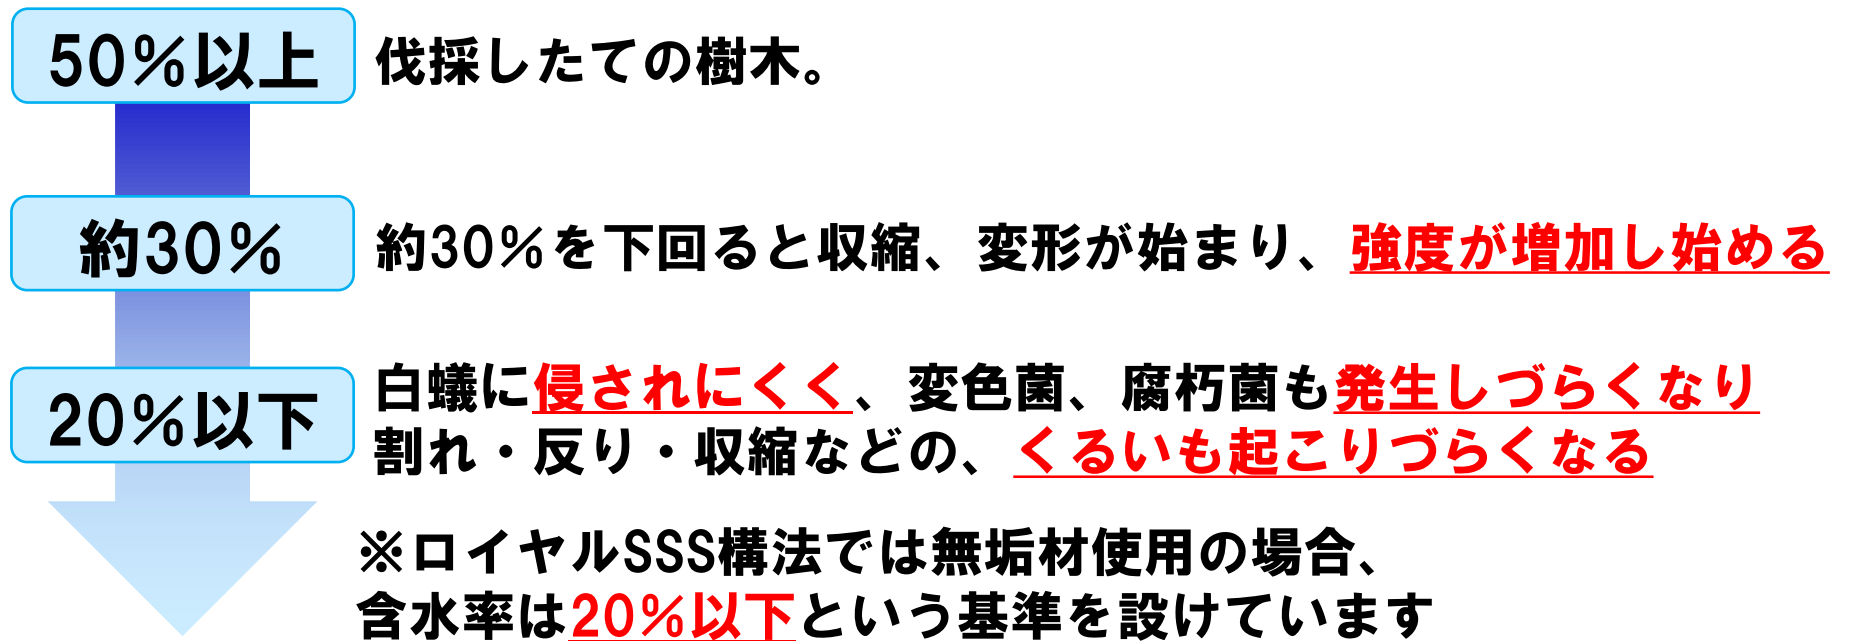 50%以上
伐採したての樹木。
約30%
約30%を下回ると収縮、変形が始まり、強度が増加し始める
20%以下
白蟻に侵されにくく、変色菌、腐朽菌も発生しづらくなり
割れ・反り・収縮などの、くるいも起こりづらくなる
※ロイヤルSSS構法では無垢材使用の場合、
含水率は20%以下という基準を設けています